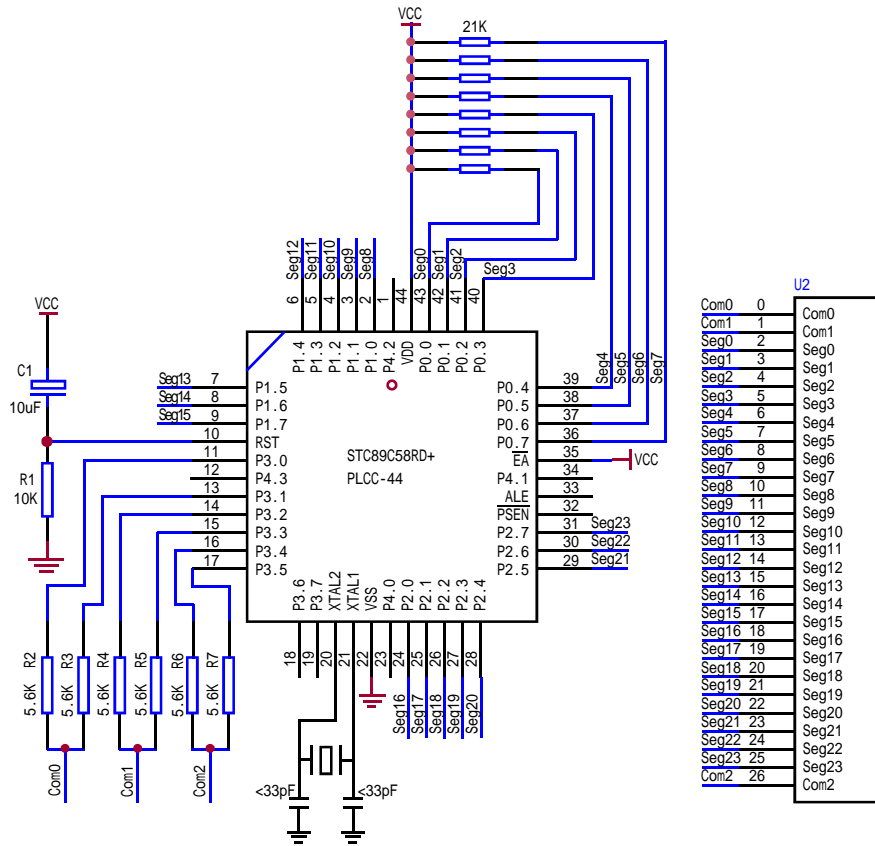 VCC
21K
Seg12
Seg11
Seg10
Seg9
Seg8
Seg0
Seg1
Seg2
Seg3
6
5
4
3
2
1
44
43
42
41
40
P1.4
P1.3
P1.2
P1.1
P1.0
P4.2
VDD
P0.0
P0.1
P0.2
P0.3
VCC
C1
10uF
R1
10K
Seg13 7 P1.5
Seg14 8 P1.6
Seg15 9 P1.7
10 RST
11 P3.0
12 P4.3
13 P3.1
14 P3.2
15 P3.3
16 P3.4
17 P3.5
STC89C58RD+
PLCC-44
P0.4 39 Seg4
P0.5 38 Seg5
P0.6 37 Seg6
P0.7 36 Seg7
EA 35 VCC
P4.1 34
ALE 33
PSEN 32
P2.7 31 Seg23
P2.6 30 Seg22
P2.5 29 Seg21
P3.6
P3.7
XTAL2
XTAL1
VSS
P4.0
P2.0
P2.1
P2.2
P2.3
P2.4
18
19
20
21
22
23
24
25
26
27
28
Seg16
Seg17
Seg18
Seg19
Seg20
5.6K R2
5.6K R3
5.6K R4
5.6K R5
5.6K R6
5.6K R7
Com0
Com1
Com2
<33pF
<33pF
U2
Com0 0 Com0
Com1 1 Com1
Seg0 2 Seg0
Seg1 3 Seg1
Seg2 4 Seg2
Seg3 5 Seg3
Seg4 6 Seg4
Seg5 7 Seg5
Seg6 8 Seg6
Seg7 9 Seg7
Seg8 10 Seg8
Seg9 11 Seg9
Seg10 12 Seg10
Seg11 13 Seg11
Seg12 14 Seg12
Seg13 15 Seg13
Seg14 16 Seg14
Seg15 17 Seg15
Seg16 18 Seg16
Seg17 19 Seg17
Seg18 20 Seg18
Seg19 21 Seg19
Seg20 22 Seg20
Seg21 23 Seg21
Seg22 24 Seg22
Seg23 25 Seg23
Com2 26 Com2